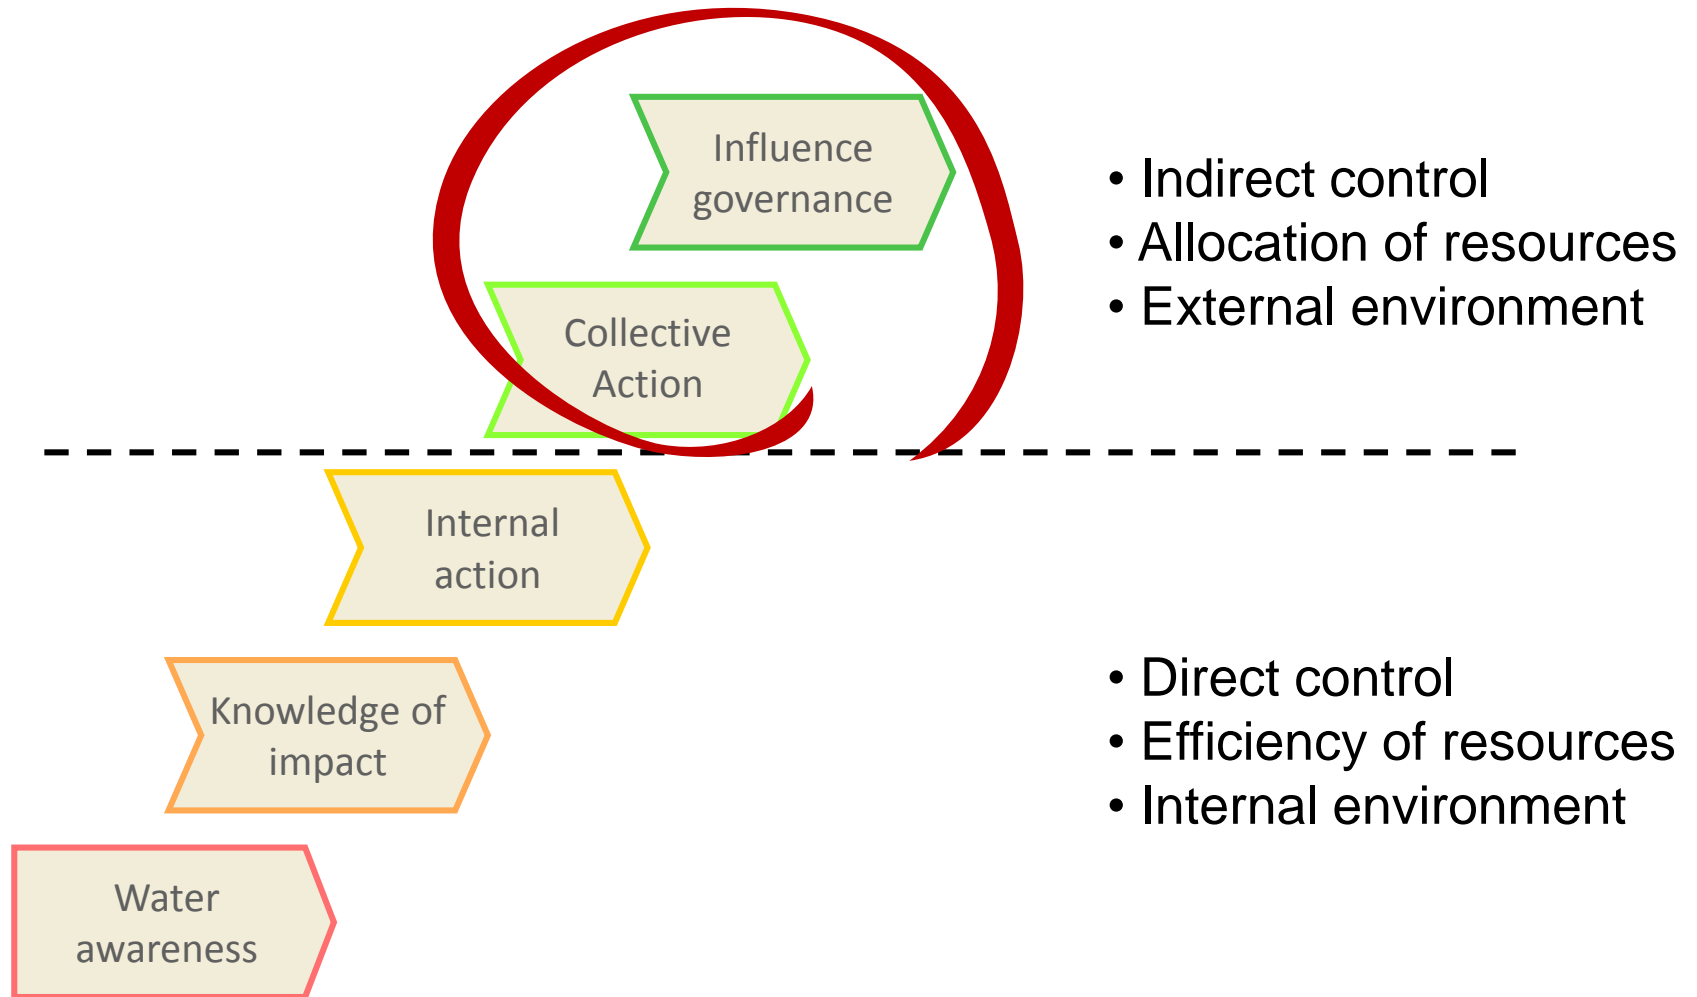 Influence
governance
• Indirect control
• Allocation of resources
• External environment
Collective
Action
Internal
action
Knowledge of
impact
• Direct control
• Efficiency of resources
• Internal environment
Water
awareness